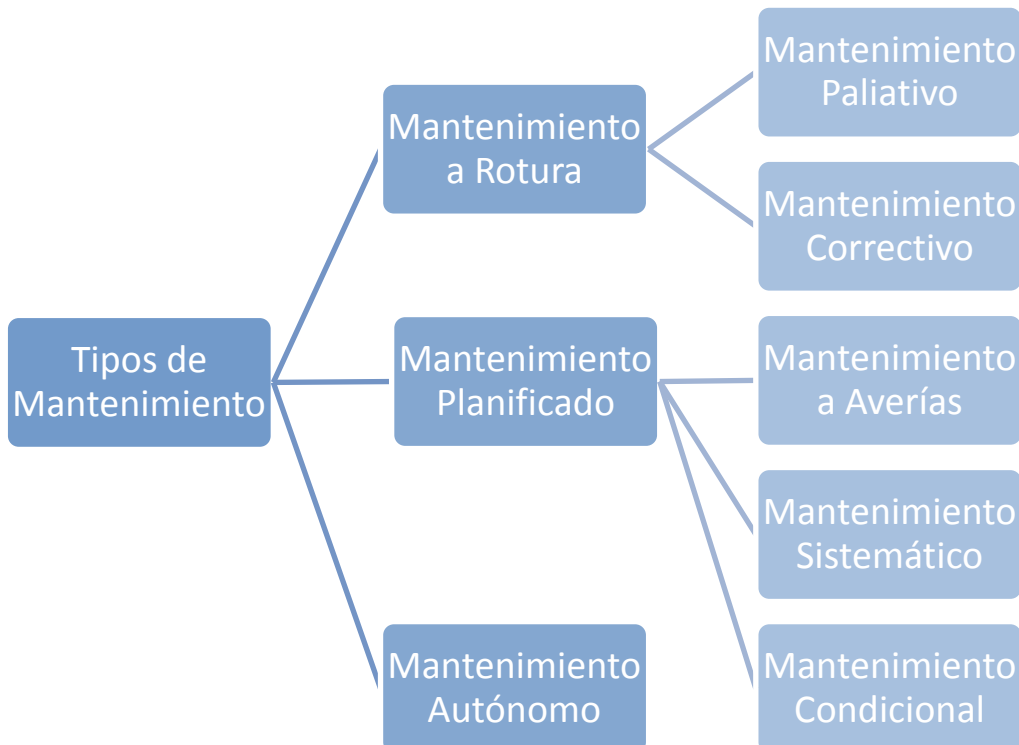 Tipos de
Mantenimiento
Mantenimiento
a Rotura
Mantenimiento
Paliativo
Mantenimiento
Correctivo
Mantenimiento
Planificado
Mantenimiento
a Averías
Mantenimiento
Sistemático
Mantenimiento
Condicional
Mantenimiento
Autónomo